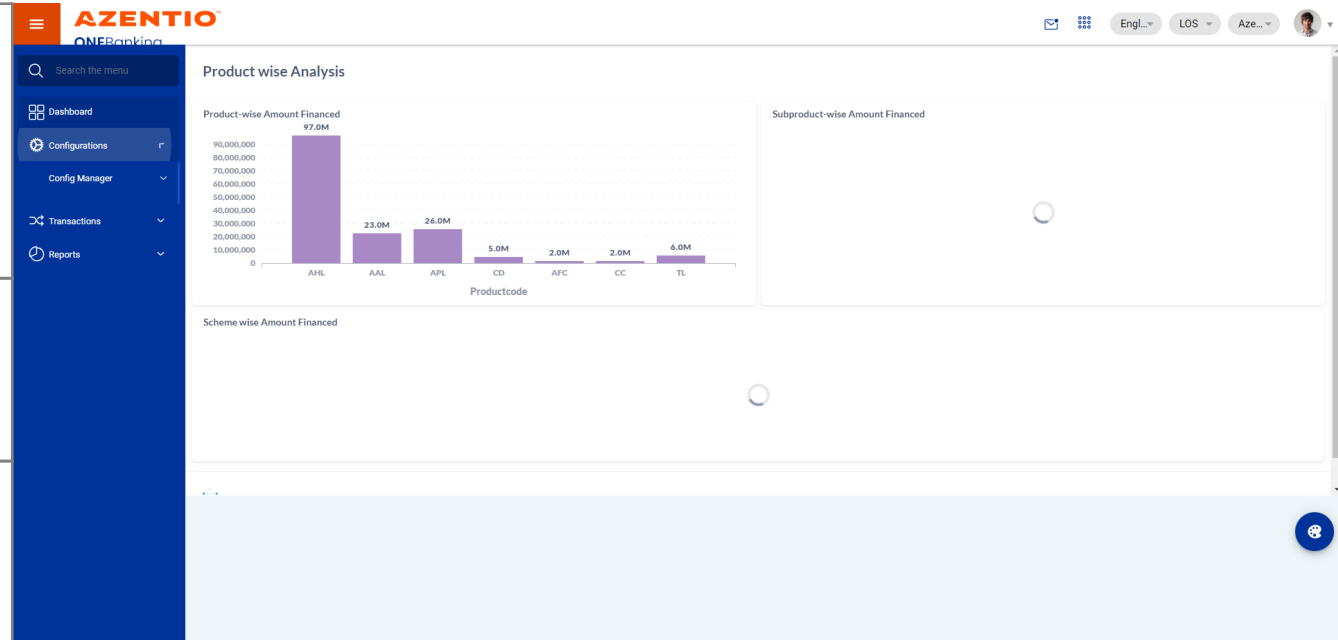 AZENTIO™
ONEBanking
Engl...
LOS
Aze...
Search the menu
Dashboard
Configurations
Config Manager
Transactions
Reports
Product wise Analysis
Product-wise Amount Financed
97.0M
90,000,000
80,000,000
70,000,000
60,000,000
50,000,000
40,000,000
30,000,000
20,000,000
10,000,000
0
23.0M
26.0M
5.0M
2.0M
2.0M
6.0M
AHL AAL APL CD AFC CC TL
Productcode
Subproduct-wise Amount Financed
Scheme wise Amount Financed